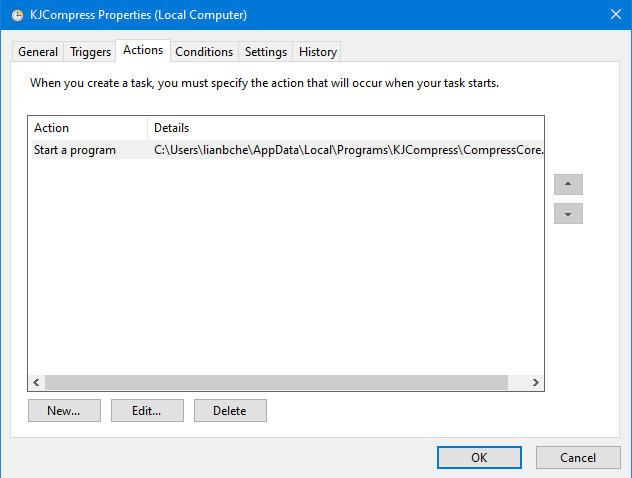 KJCompress Properties (Local Computer)
General Triggers Actions Conditions Settings History
When you create a task, you must specify the action that will occur when your task starts.
Action Details
Start a program C:\Users\lianbche\AppData\Local\Programs\KJCompress\CompressCore.
New... Edit... Delete
OK Cancel